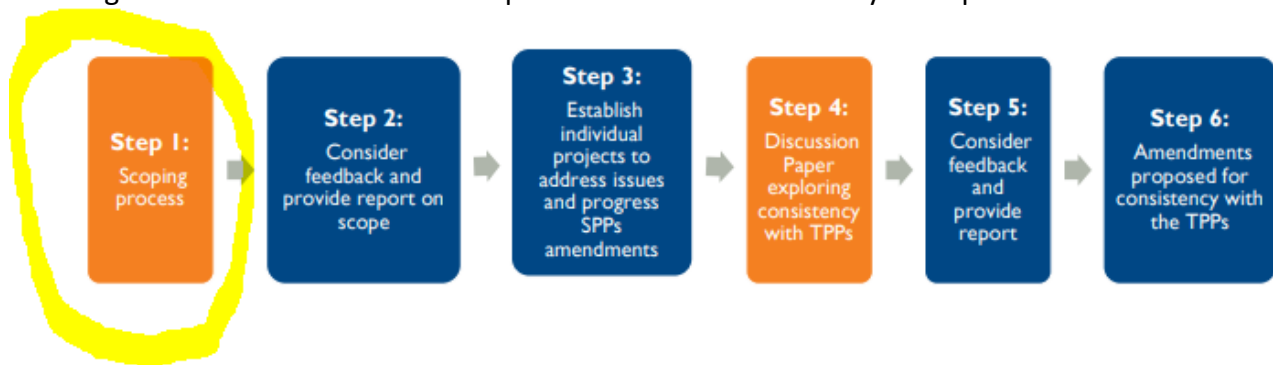 Step 1:
Scoping
process
Step 2:
Consider
feedback and
provide report on
scope
Step 3:
Establish
individual
projects to
address issues
and progress
SPPs
amendments
Step 4:
Discussion
Paper
exploring
consistency
with TPPs
Step 5:
Consider
feedback
and
provide
report
Step 6:
Amendments
proposed for
consistency with
the TPPs